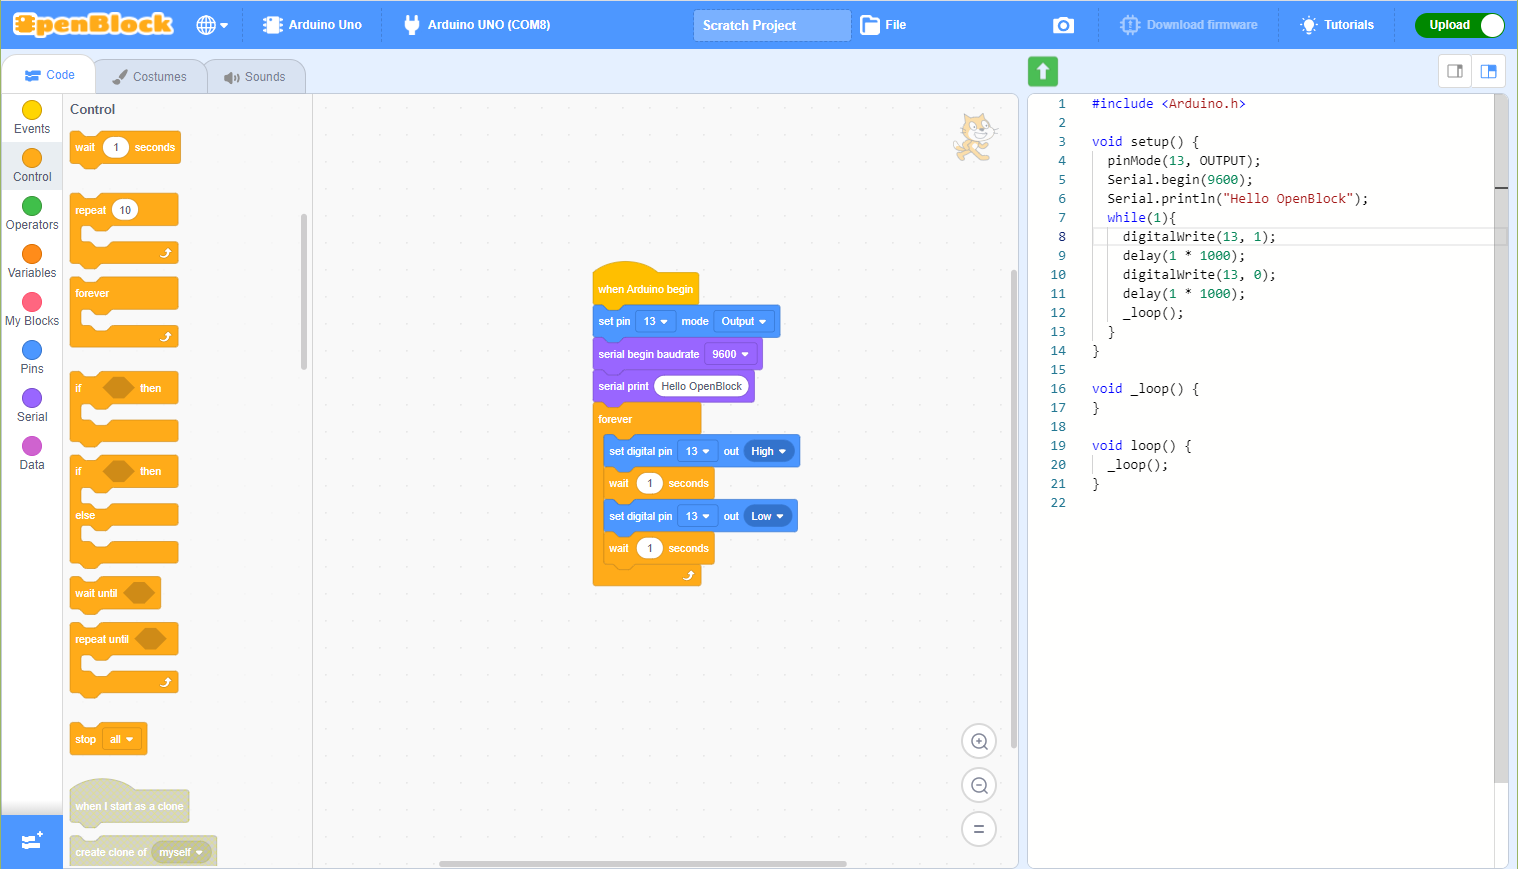 OpenBlock
Arduino Uno
Arduino UNO (COM8)
Scratch Project
File
Download firmware
Tutorials
Upload
Code
Costumes
Sounds
Events
Control
Operators
Variables
My Blocks
Pins
Serial
Data
Control
wait 1 seconds
repeat 10
forever
if then
if then
else
wait until
repeat until
stop all
when I start as a clone
create clone of myself
when Arduino begin
set pin 13 mode Output
serial begin baudrate 9600
serial print Hello OpenBlock
forever
set digital pin 13 out High
wait 1 seconds
set digital pin 13 out Low
wait 1 seconds
1 #include <Arduino.h>
2
3 void setup() {
4 pinMode(13, OUTPUT);
5 Serial.begin(9600);
6 Serial.println("Hello OpenBlock");
7 while(1){
8 digitalWrite(13, 1);
9 delay(1 * 1000);
10 digitalWrite(13, 0);
11 delay(1 * 1000);
12 _loop();
13 }
14 }
15
16 void _loop() {
17 }
18
19 void loop() {
20 _loop();
21 }
22